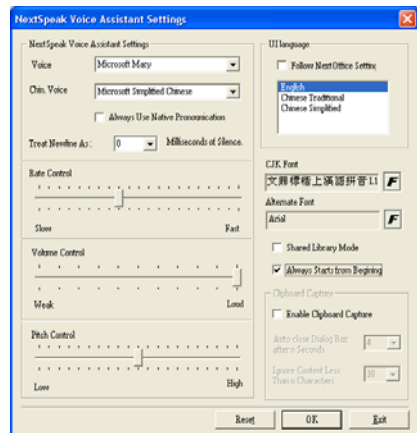 NextSpeak Voice Assistant Settings
NextSpeak Voice Assistant Settings
Voice
Microsoft Mary
Chin. Voice
Microsoft Simplified Chinese
Always Use Native Pronounication
Treat Newline As:
0
Milliseconds of Silence.
Rate Control
Slow
Fast
Volume Control
Weak
Loud
Pitch Control
Low
High
UI language
Follow NextOffice Setting
English
Chinese Traditional
Chinese Simplified
CJK Font
文鼎標楷上漢語拼音L1
F
Alternate Font
Arial
F
Shared Library Mode
Always Starts from Begining
Clipboard Capture
Enable Clipboard Capture
Auto-close Dialog Box
after n Seconds
4
Ignore Content Less
Than n Characters
10
Reset
OK
Exit